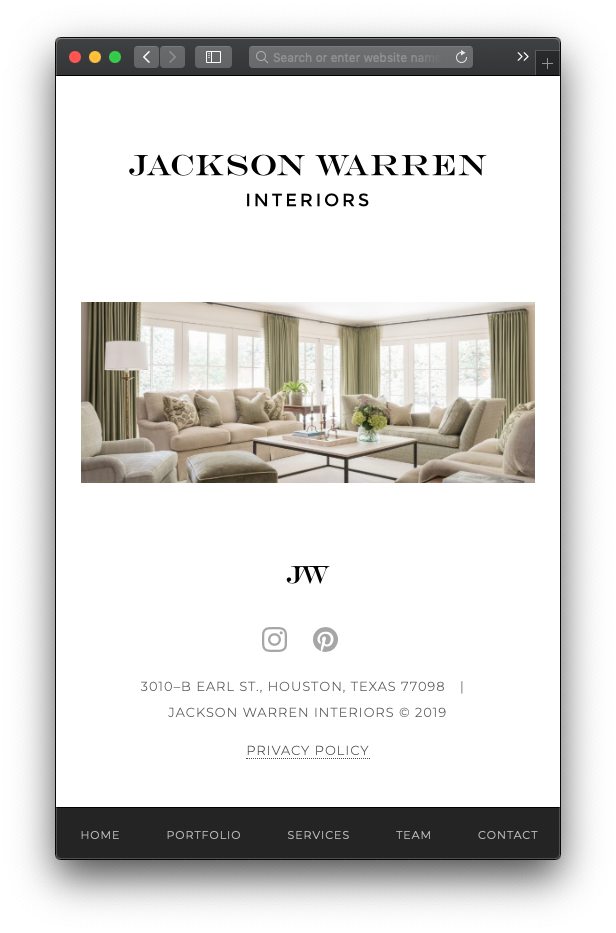 Search or enter website name
JACKSON WARREN
INTERIORS
JW
3010–B EARL ST., HOUSTON, TEXAS 77098 |
JACKSON WARREN INTERIORS © 2019
PRIVACY POLICY
HOME PORTFOLIO SERVICES TEAM CONTACT